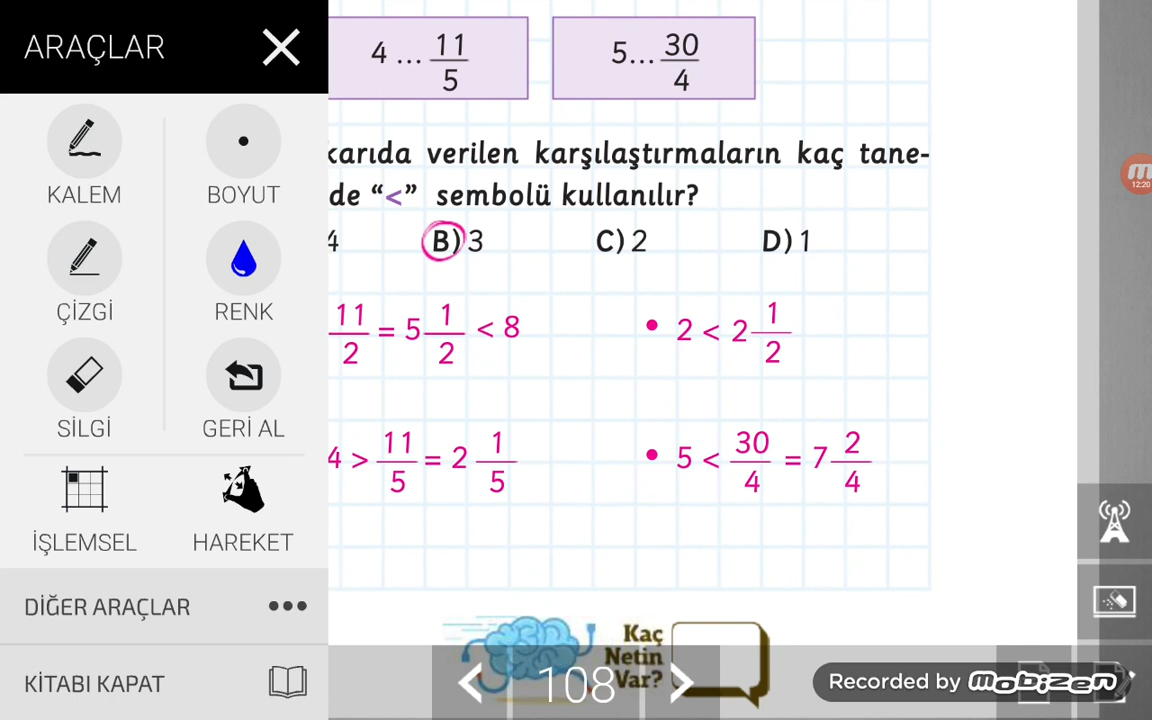 ARAÇLAR
4 ... 11/5
5... 30/4
KALEM
BOYUT
karıda verilen karşılaştırmaların kaç tane-
de “<” sembolü kullanılır?
4 B) 3 C) 2 D) 1
ÇİZGİ
RENK
11/2 = 5 1/2 < 8
• 2 < 2 1/2
SİLGİ
GERİ AL
4 > 11/5 = 2 1/5
• 5 < 30/4 = 7 2/4
İŞLEMSEL
HAREKET
DİĞER ARAÇLAR
KİTABI KAPAT
Kaç
Netin
Var?
108
Recorded by mobizen
12:20